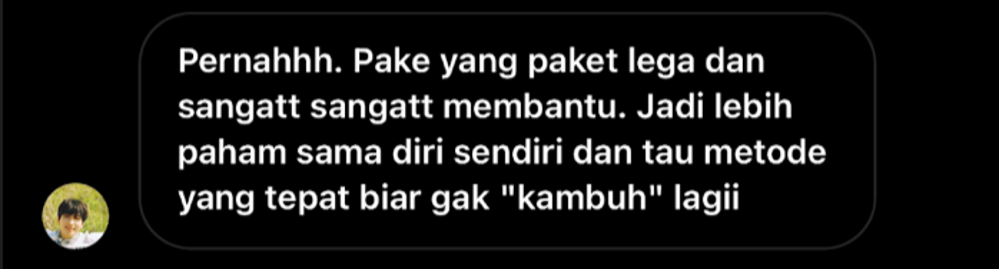 Pernahhh. Pake yang paket lega dan
sangatt sangatt membantu. Jadi lebih
paham sama diri sendiri dan tau metode
yang tepat biar gak "kambuh" lagii